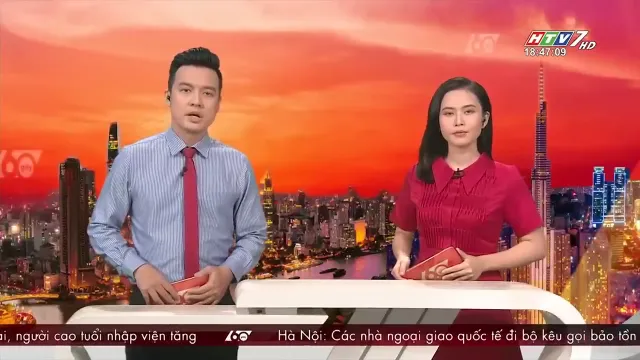 HTV7 HD
18:47:09
60
ai, người cao tuổi nhập viện tăng 60 Hà Nội: Các nhà ngoại giao quốc tế đi bộ kêu gọi bảo tồn